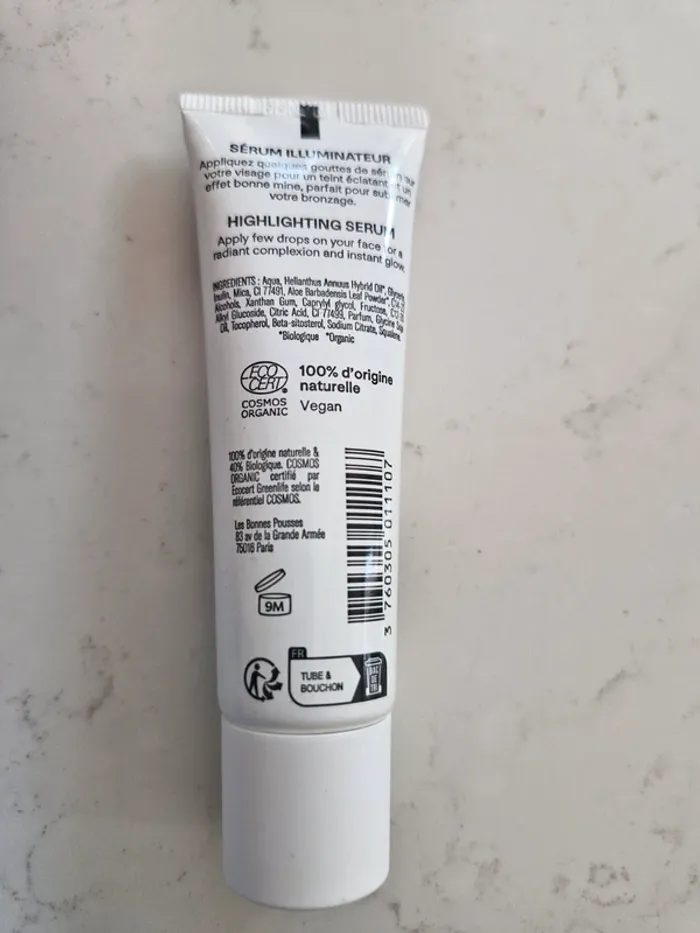 SÉRUM ILLUMINATEUR
Appliquez quelques gouttes de sérum sur
votre visage pour un teint éclatant et un
effet bonne mine, parfait pour sublimer
votre bronzage.
HIGHLIGHTING SERUM
Apply few drops on your face for a
radiant complexion and instant glow.
INGREDIENTS : Aqua, Helianthus Annuus Hybrid Oil*, Glycerin,
Inulin, Mica, CI 77491, Aloe Barbadensis Leaf Powder*,
Alcohols, Xanthan Gum, Caprylyl glycol, Fructose,
Alkyl Glucoside, Citric Acid, CI 77499, Parfum, Glycine Soja
Oil, Tocopherol, Beta-sitosterol, Sodium Citrate, Squalene.
*Biologique *Organic
ECO
CERT
COSMOS
ORGANIC
100% d'origine
naturelle
Vegan
100% d'origine naturelle &
40% Biologique. COSMOS
ORGANIC certifié par
Ecocert Greenlife selon le
référentiel COSMOS.
Les Bonnes Pousses
83 av de la Grande Armée
75016 Paris
3 760305 011107
9M
FR
TUBE &
BOUCHON
BAC
DE
TRI